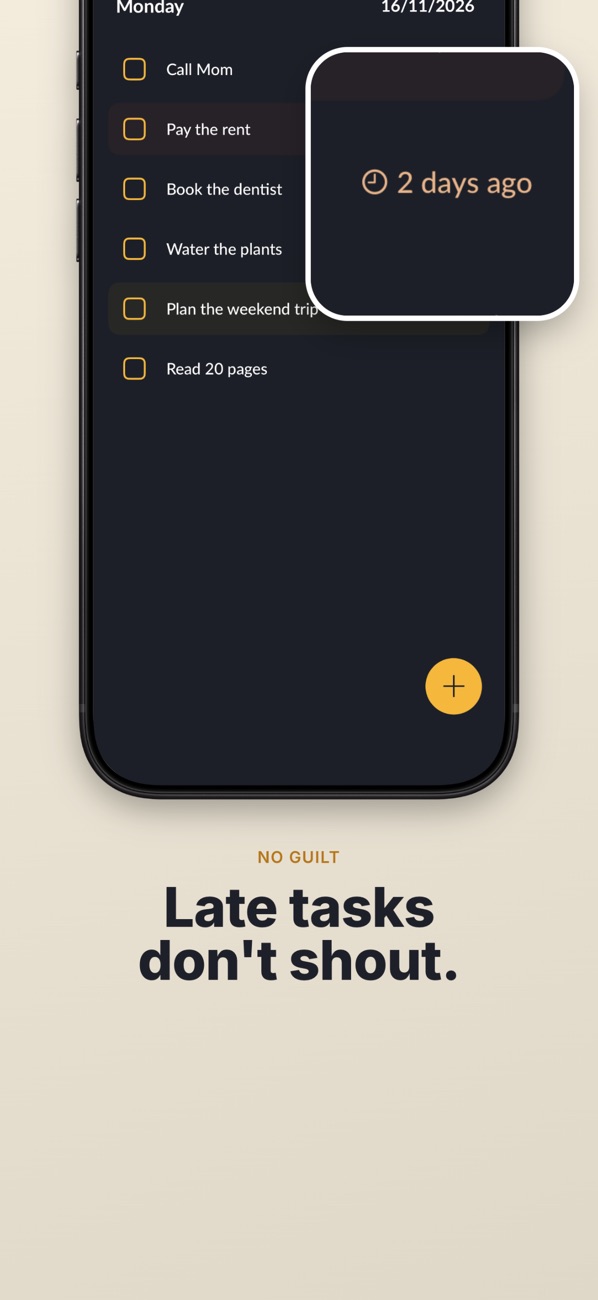 Monday 16/11/2026
Call Mom
Pay the rent
2 days ago
Book the dentist
Water the plants
Plan the weekend trip
Read 20 pages
NO GUILT
Late tasks
don't shout.